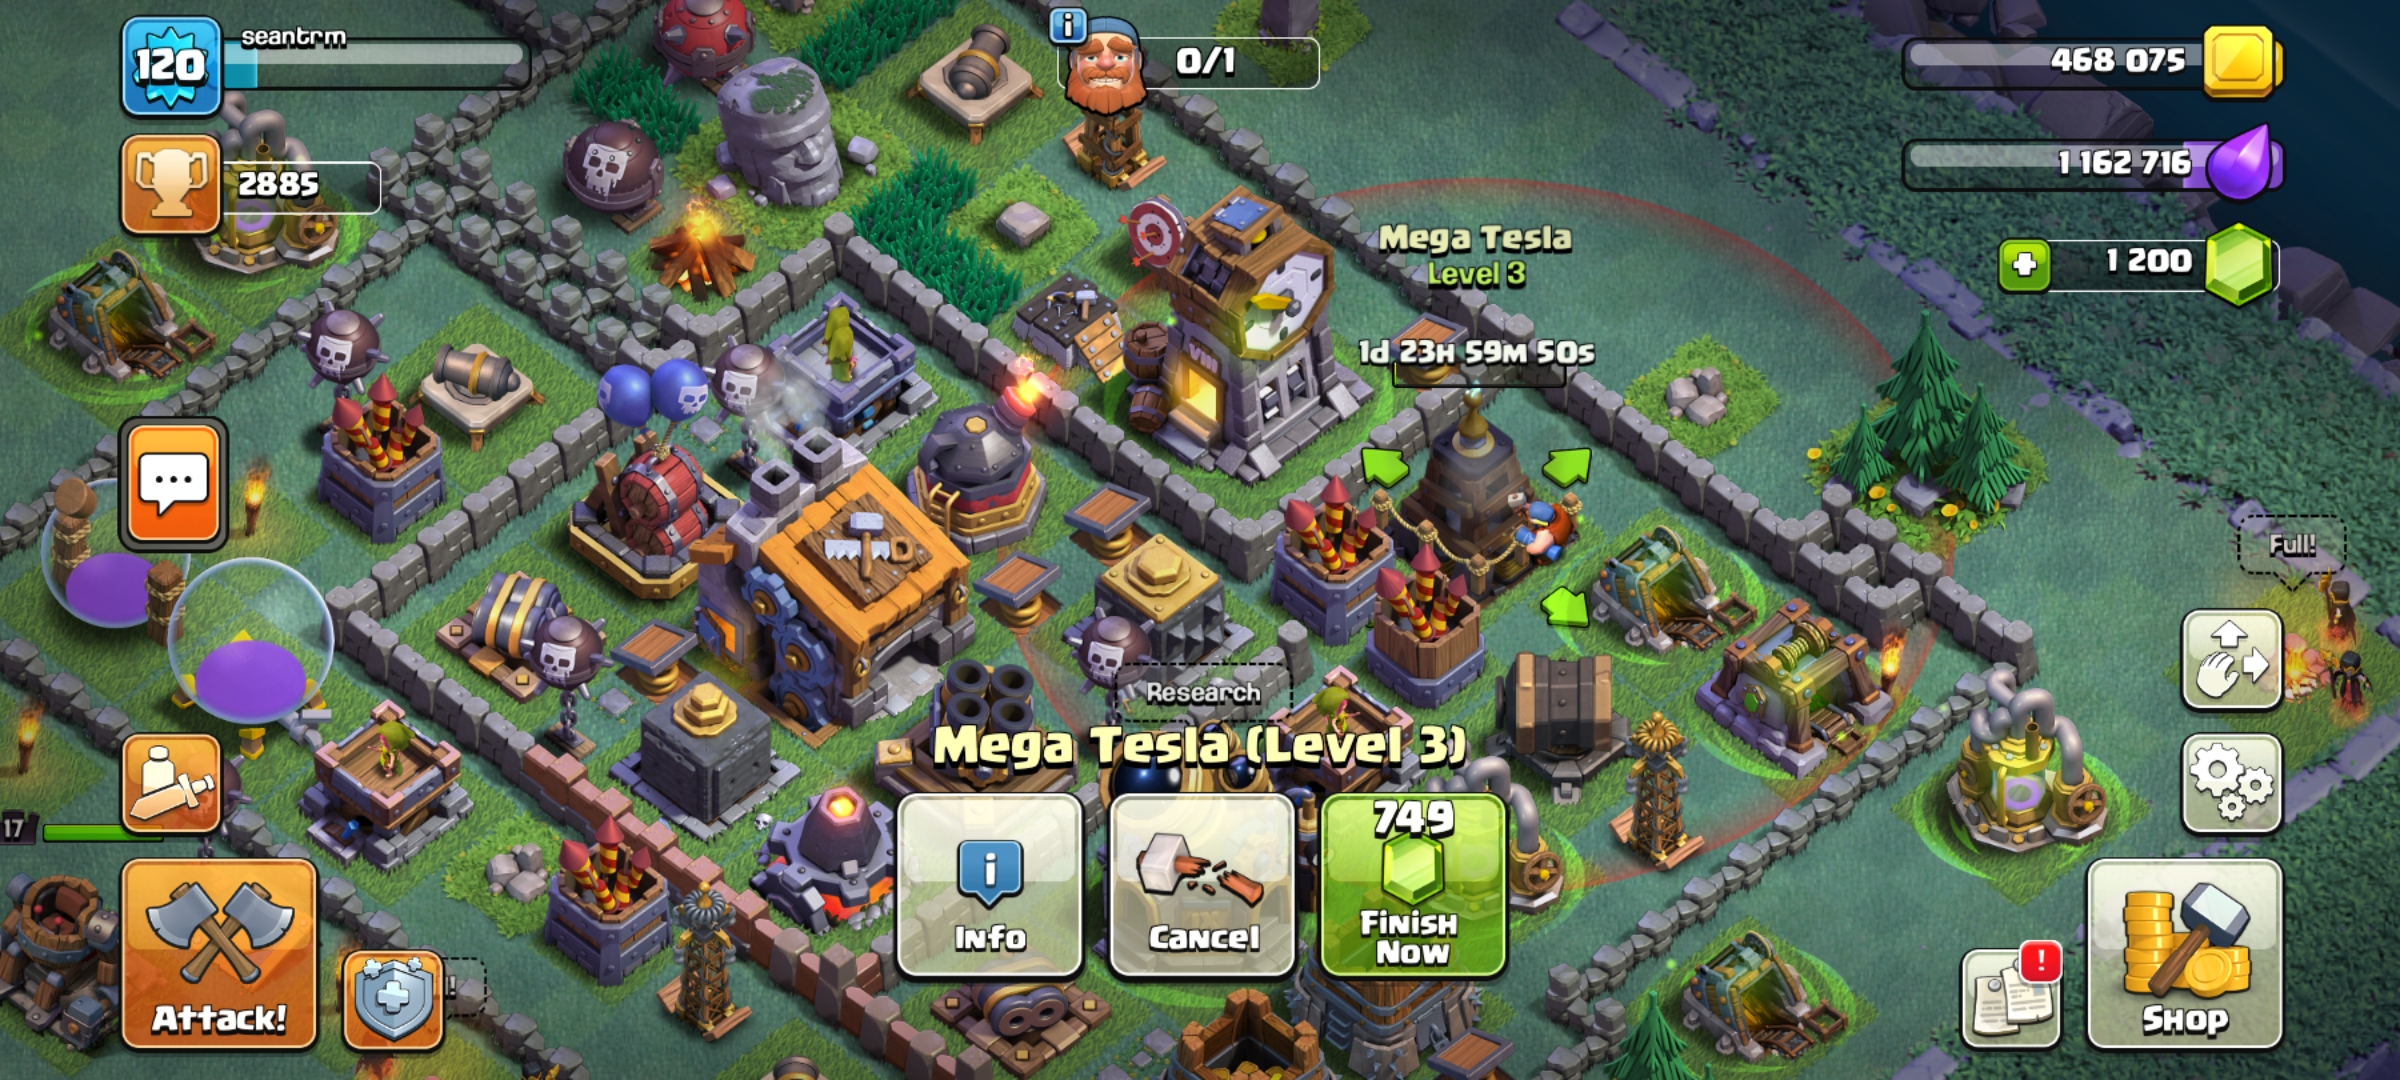 120
seantrm
0/1
468 075
2885
1 162 716
1 200
Mega Tesla
Level 3
1d 23H 59M 50s
VIII
Full!
Research
Mega Tesla (Level 3)
17
749
Info
Cancel
Finish
Now
Attack!
!
!
Shop